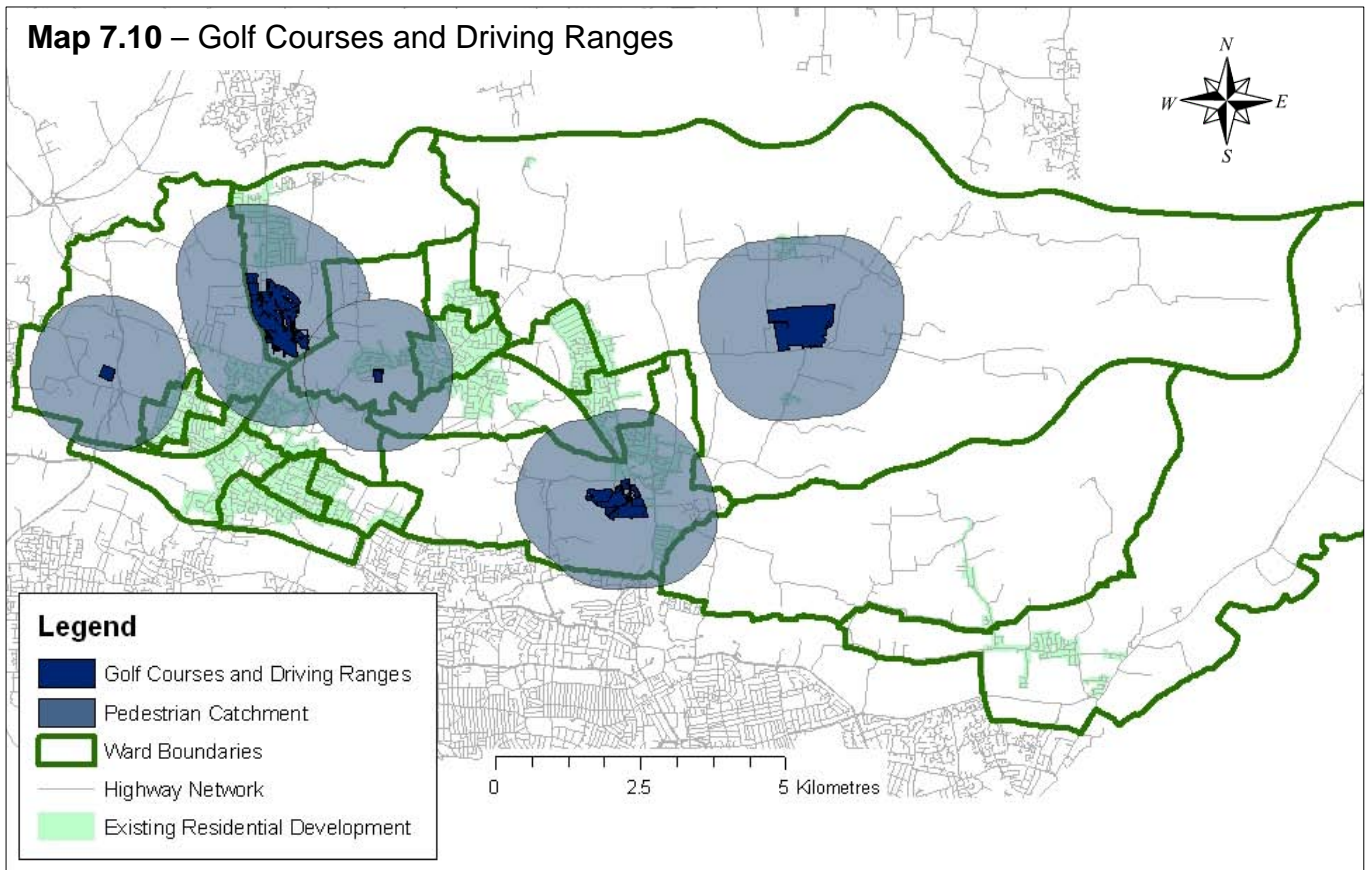 Map 7.10 – Golf Courses and Driving Ranges
N
W E
S
Legend
Golf Courses and Driving Ranges
Pedestrian Catchment
Ward Boundaries
Highway Network
Existing Residential Development
0 2.5 5 Kilometres